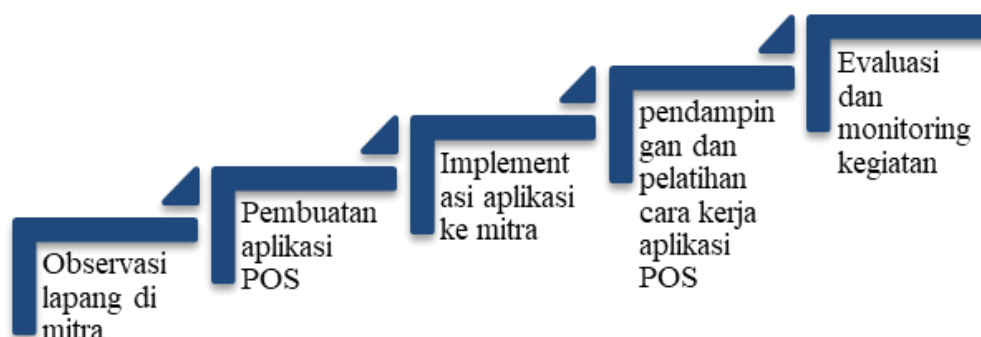 Observasi
lapang di
mitra
Pembuatan
aplikasi
POS
Implement
asi aplikasi
ke mitra
pendampin
gan dan
pelatihan
cara kerja
aplikasi
POS
Evaluasi
dan
monitoring
kegiatan